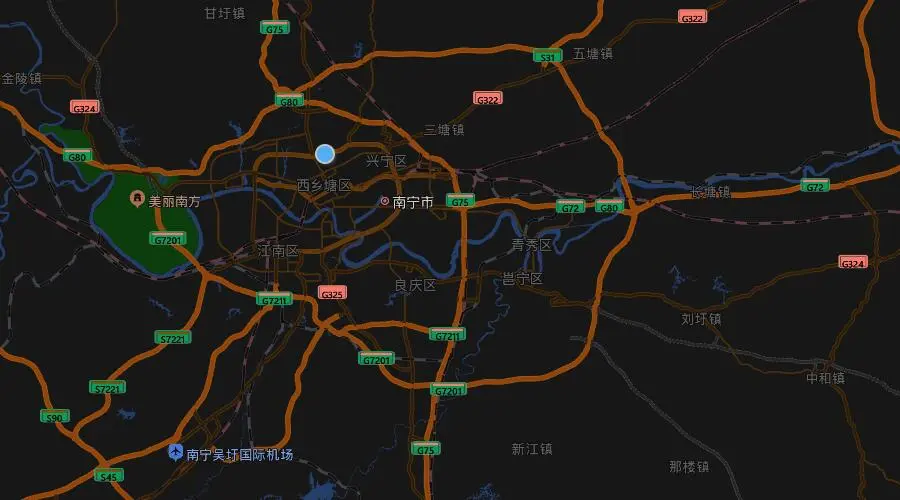 甘圩镇
G322
G75
S31
五塘镇
金陵镇
G80
G322
G324
三塘镇
G80
兴宁区
西乡塘区
G72
长塘镇
美丽南方
南宁市
G75
G72
G80
G7201
青秀区
江南区
G324
邕宁区
良庆区
G325
G7211
刘圩镇
G7211
S7221
G7201
中和镇
S7221
G7201
S90
G75
新江镇
南宁吴圩国际机场
那楼镇
S45